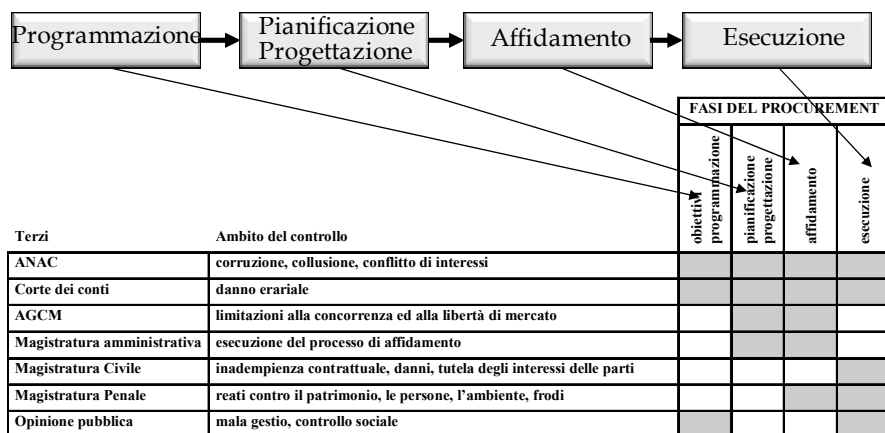 Programmazione
Pianificazione
Progettazione
Affidamento
Esecuzione
FASI DEL PROCUREMENT
obiettivi
programmazione
pianificazione
progettazione
affidamento
esecuzione
Terzi Ambito del controllo
ANAC corruzione, collusione, conflitto di interessi
Corte dei conti danno erariale
AGCM limitazioni alla concorrenza ed alla libertà di mercato
Magistratura amministrativa esecuzione del processo di affidamento
Magistratura Civile inadempienza contrattuale, danni, tutela degli interessi delle parti
Magistratura Penale reati contro il patrimonio, le persone, l'ambiente, frodi
Opinione pubblica mala gestio, controllo sociale